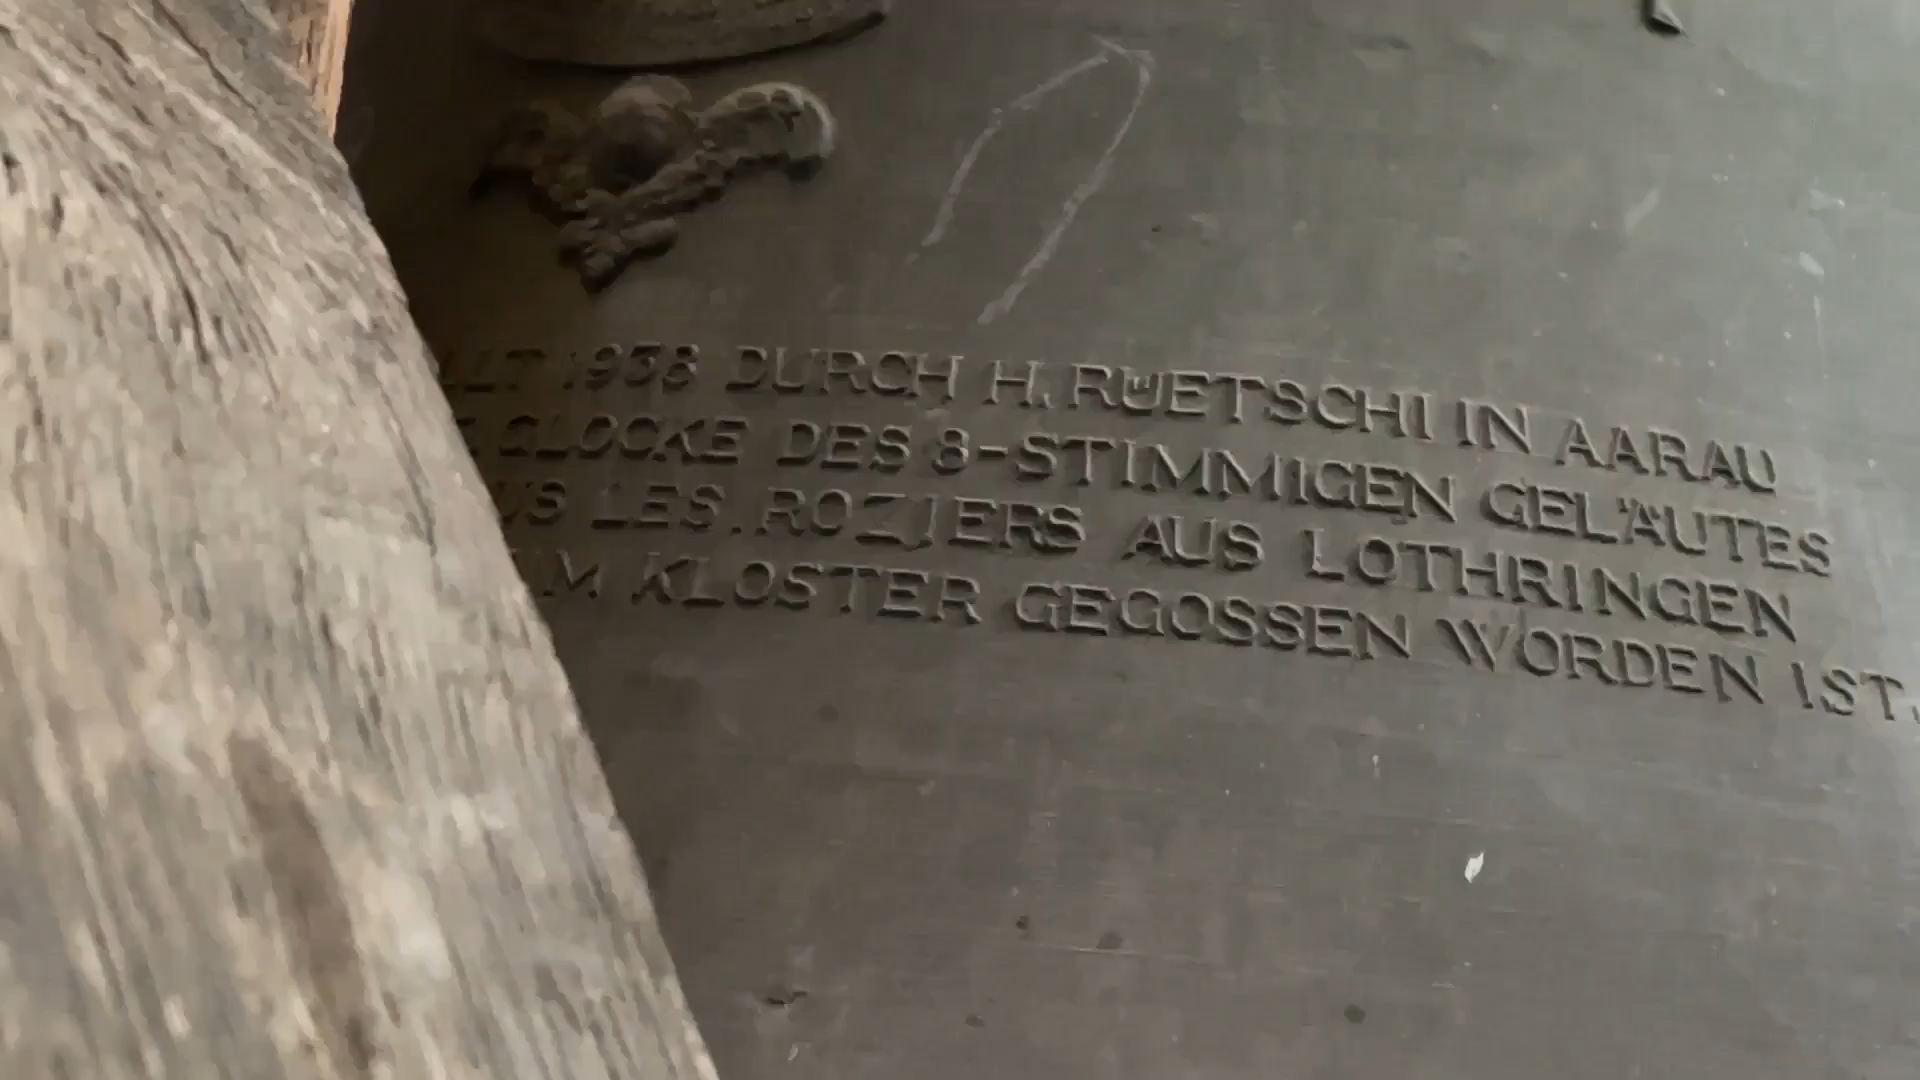 1938 DURCH H. RÜETSCHI IN AARAU
GLOCKE DES 8-STIMMIGEN GELÄUTES
LES ROZIERS AUS LOTHRINGEN
KLOSTER GEGOSSEN WORDEN IST.